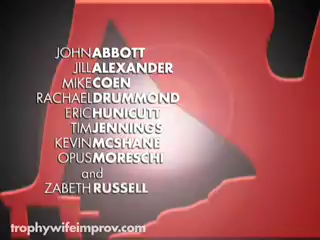 JOHN ABBOTT
JILL ALEXANDER
MIKE COEN
RACHAEL DRUMMOND
ERIC HUNICUTT
TIM JENNINGS
KEVIN MCSHANE
OPUS MORESCHI
and
ZABETH RUSSELL
trophywifeimprov.com